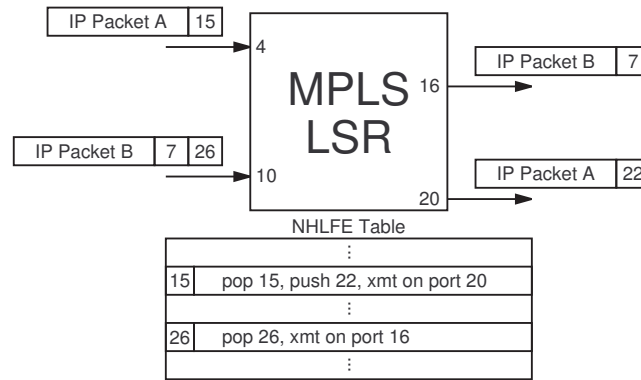 IP Packet A 15
4
IP Packet B 7
MPLS
LSR
16
IP Packet B 7 26
10
IP Packet A 22
20
NHLFE Table
⋮
15 pop 15, push 22, xmt on port 20
⋮
26 pop 26, xmt on port 16
⋮